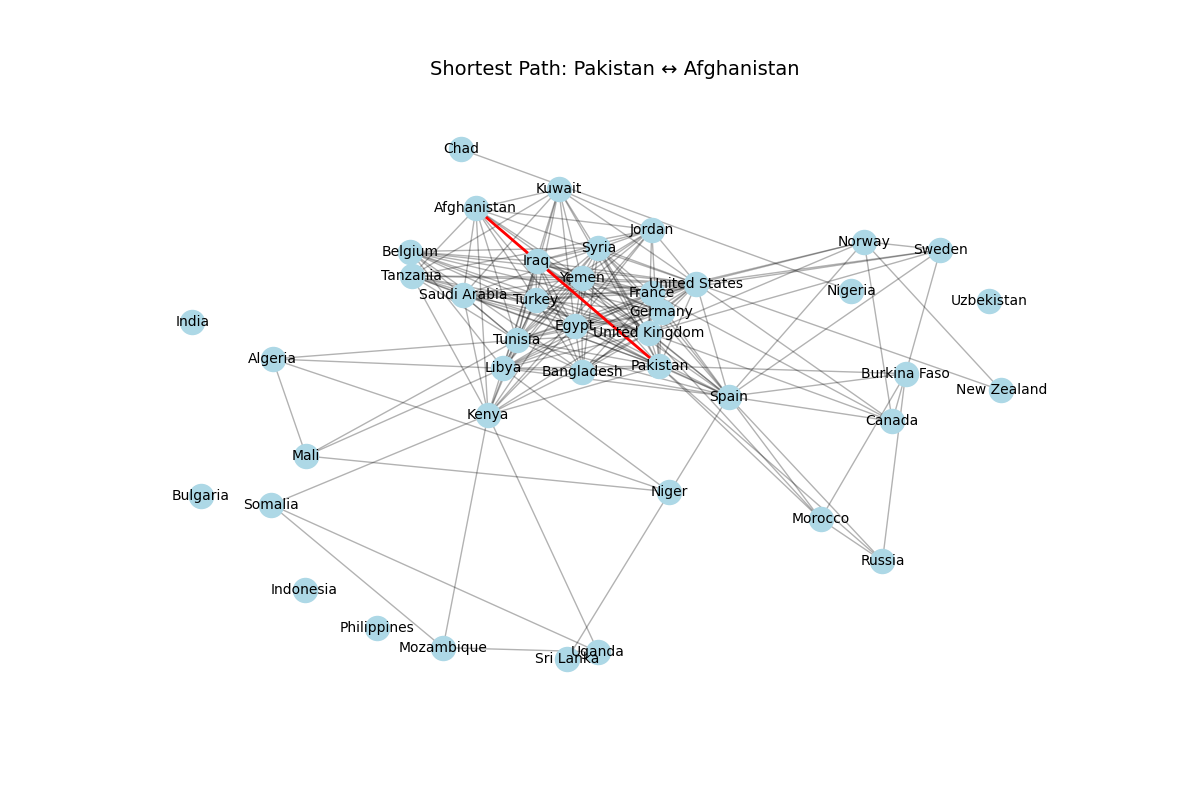 Shortest Path: Pakistan ↔ Afghanistan
Chad
Kuwait
Afghanistan
Jordan
Norway
Syria
Sweden
Belgium
Iraq
Tanzania
Yemen
United States
Nigeria
France
Saudi Arabia
Turkey
Uzbekistan
Germany
India
Egypt
United Kingdom
Tunisia
Algeria
Libya
Pakistan
Bangladesh
Burkina Faso
New Zealand
Spain
Kenya
Canada
Mali
Niger
Bulgaria
Somalia
Morocco
Russia
Indonesia
Philippines
Mozambique
Uganda
Sri Lanka